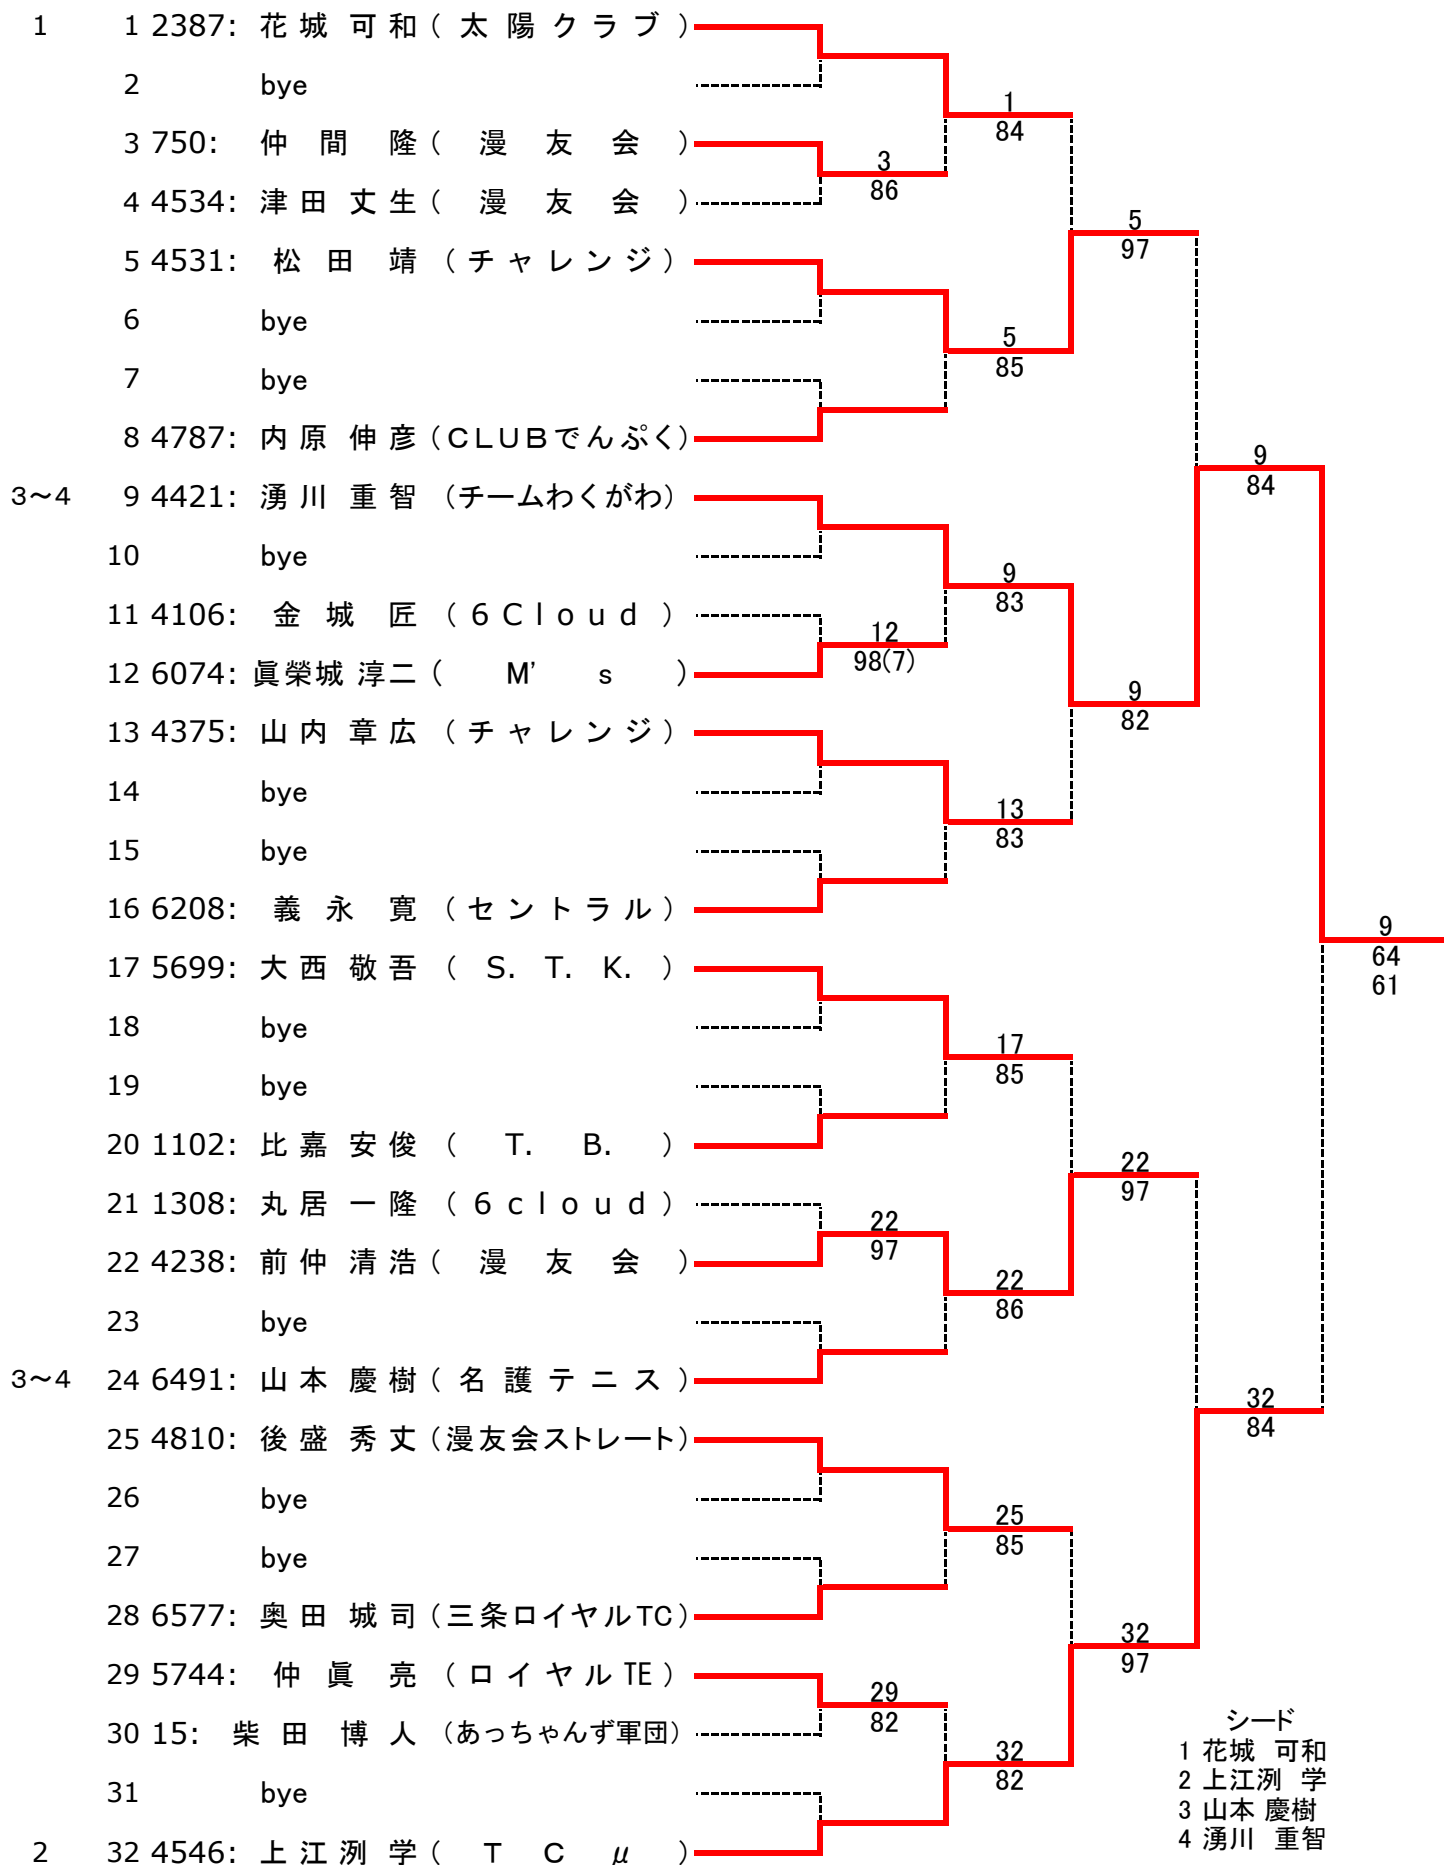 1 1 2387: 花城 可和 (太陽クラブ)
2 bye
1
84
3 750: 仲間 隆 (漫友会)
3
86
4 4534: 津田 丈生 (漫友会)
5
97
5 4531: 松田 靖 (チャレンジ)
6 bye
5
85
7 bye
8 4787: 内原 伸彦 (CLUBでんぷく)
9
84
3～4 9 4421: 湧川 重智 (チームわくがわ)
10 bye
9
83
11 4106: 金城 匠 (6Cloud)
12
98(7)
12 6074: 眞榮城 淳二 (M's)
9
82
13 4375: 山内 章広 (チャレンジ)
14 bye
13
83
15 bye
16 6208: 義永 寛 (セントラル)
9
64
61
17 5699: 大西 敬吾 (S.T.K.)
18 bye
17
85
19 bye
20 1102: 比嘉 安俊 (T.B.)
22
97
21 1308: 丸居 一隆 (6cloud)
22
97
22 4238: 前仲 清浩 (漫友会)
22
86
23 bye
3～4 24 6491: 山本 慶樹 (名護テニス)
32
84
25 4810: 後盛 秀丈 (漫友会ストレート)
26 bye
25
85
27 bye
28 6577: 奥田 城司 (三条ロイヤルTC)
32
97
29 5744: 仲眞 亮 (ロイヤルTE)
29
82
30 15: 柴田 博人 (あっちゃんず軍団)
32
82
31 bye
2 32 4546: 上江洌 学 (TCμ)
シード
1 花城 可和
2 上江洌 学
3 山本 慶樹
4 湧川 重智